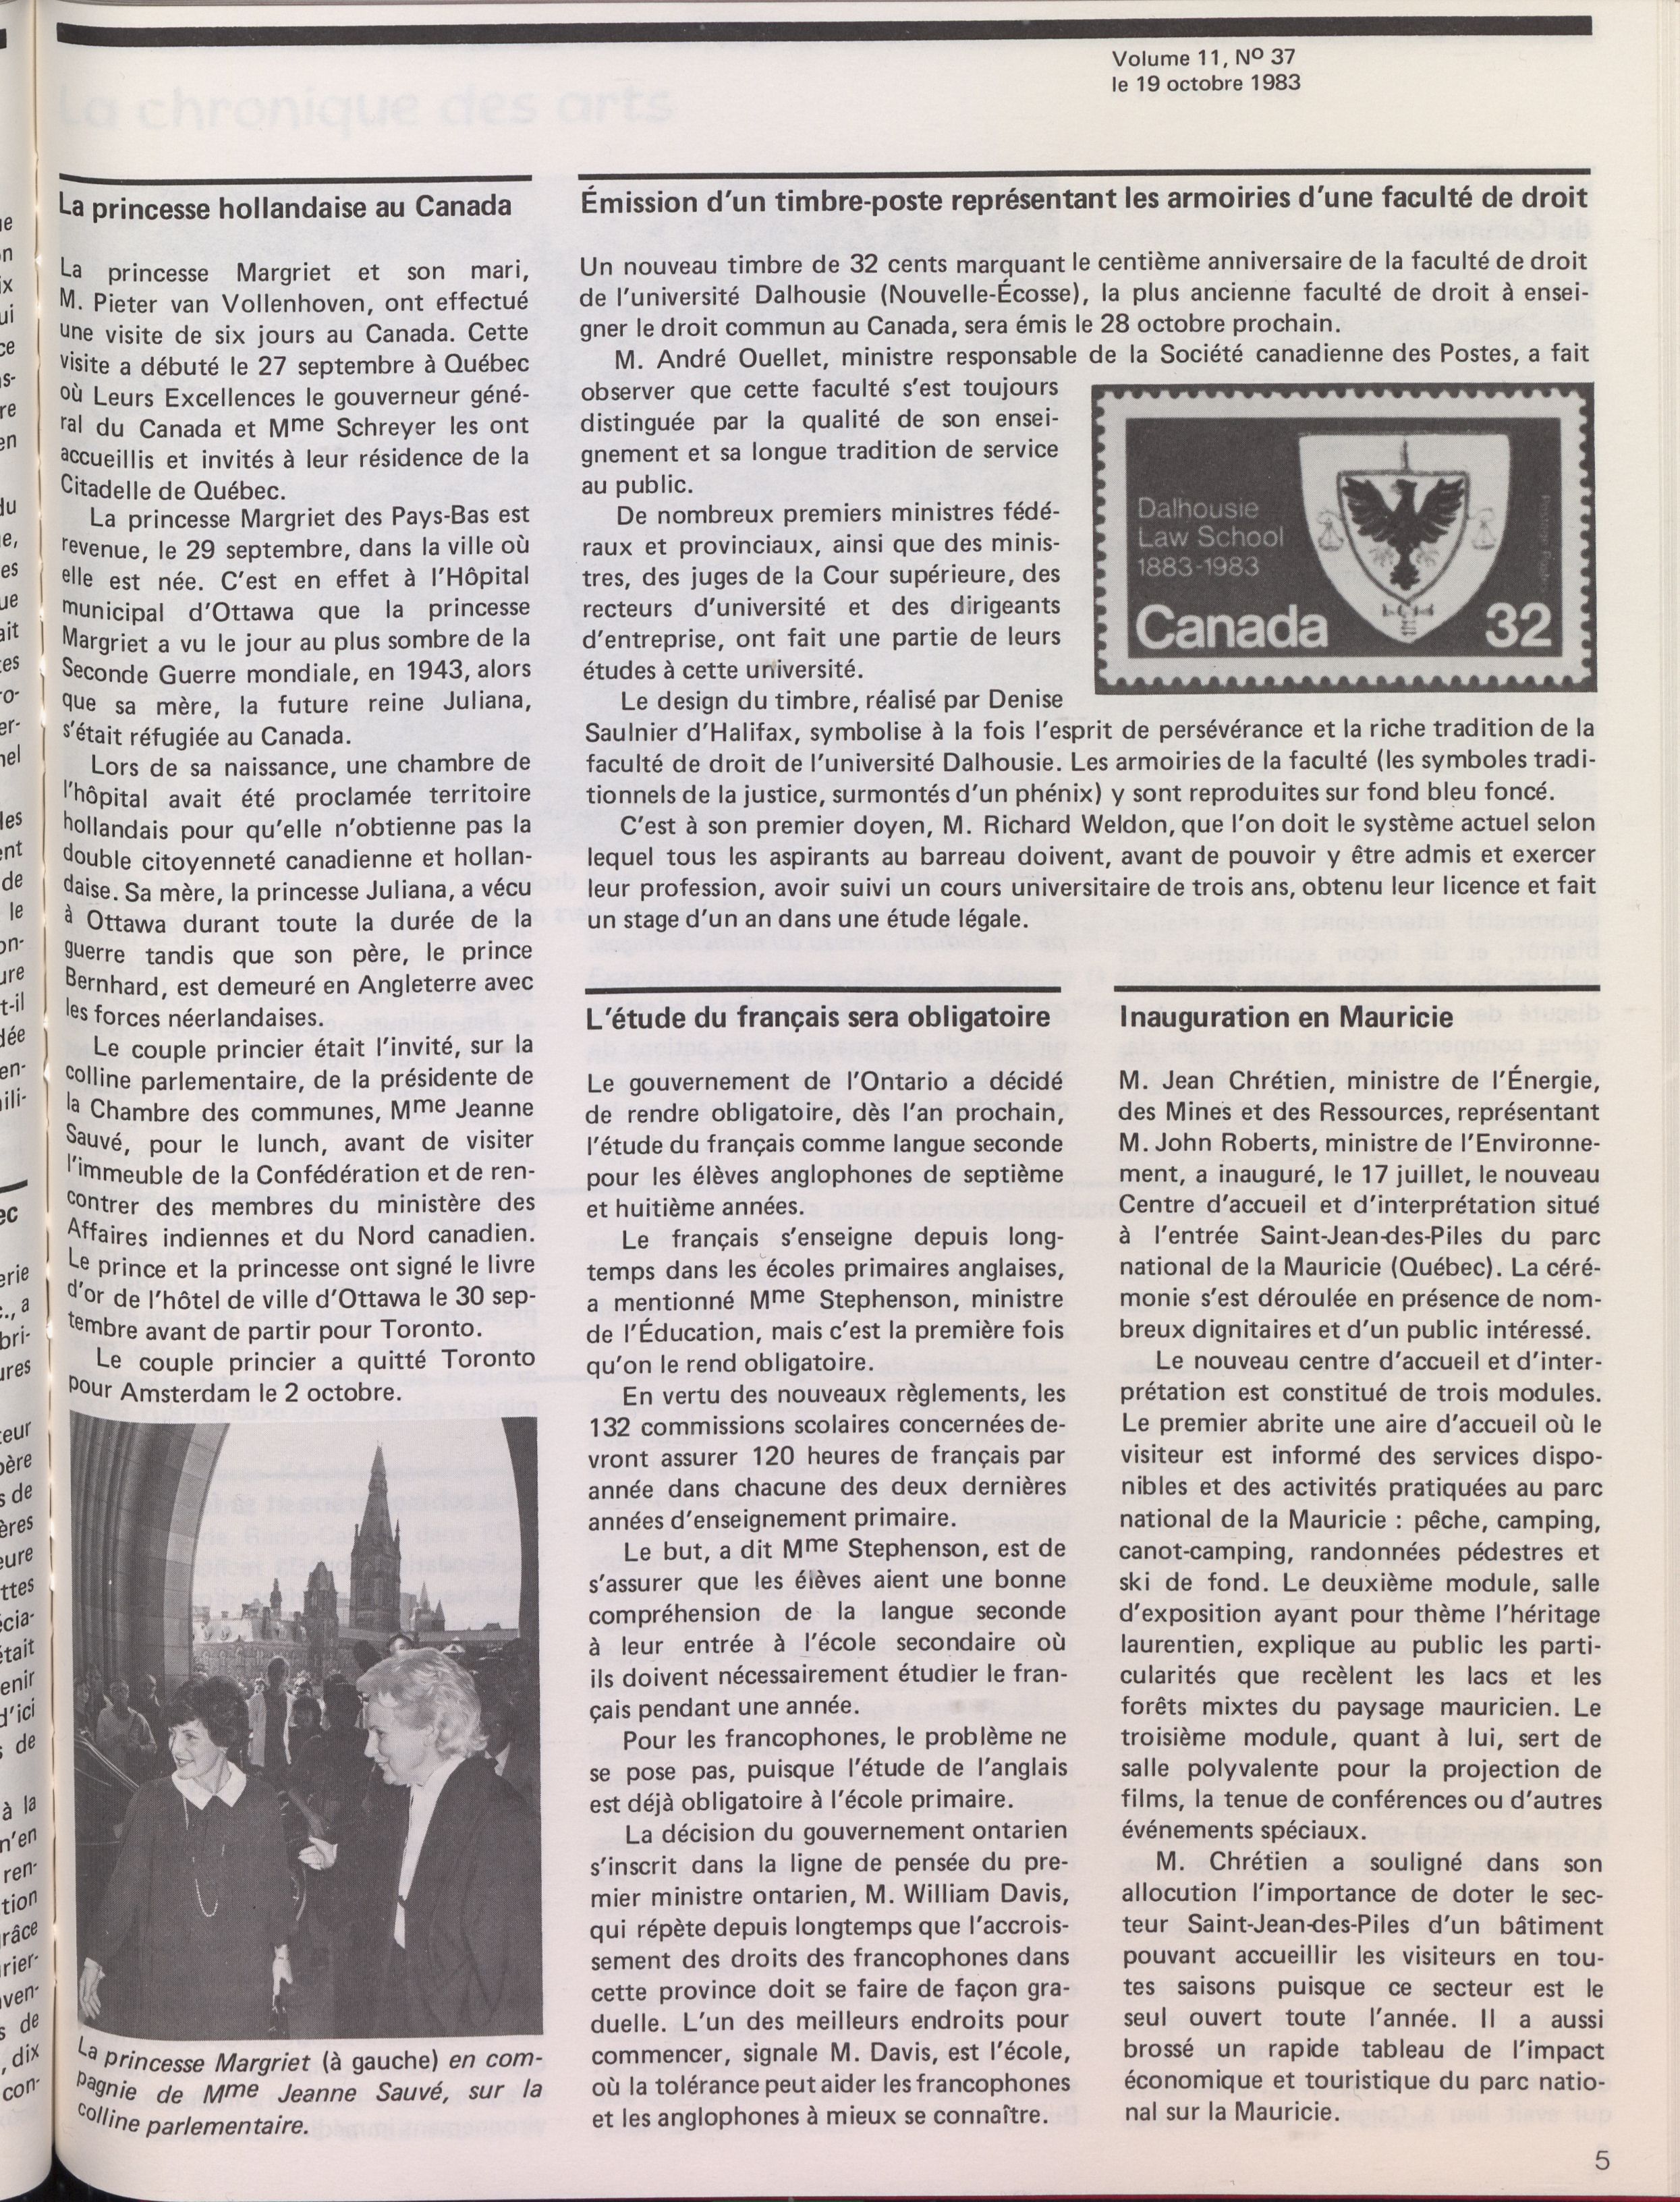 Volume 11, Nº 37
le 19 octobre 1983
La princesse hollandaise au Canada
La princesse Margriet et son mari,
M. Pieter van Vollenhoven, ont effectué
une visite de six jours au Canada. Cette
visite a débuté le 27 septembre à Québec
où Leurs Excellences le gouverneur géné-
ral du Canada et Mme Schreyer les ont
accueillis et invités à leur résidence de la
Citadelle de Québec.
La princesse Margriet des Pays-Bas est
revenue, le 29 septembre, dans la ville où
elle est née. C'est en effet à l'Hôpital
municipal d'Ottawa que la princesse
Margriet a vu le jour au plus sombre de la
Seconde Guerre mondiale, en 1943, alors
que sa mère, la future reine Juliana,
s'était réfugiée au Canada.
Lors de sa naissance, une chambre de
l'hôpital avait été proclamée territoire
hollandais pour qu'elle n'obtienne pas la
double citoyenneté canadienne et hollan-
daise. Sa mère, la princesse Juliana, a vécu
à Ottawa durant toute la durée de la
guerre tandis que son père, le prince
Bernhard, est demeuré en Angleterre avec
les forces néerlandaises.
Le couple princier était l'invité, sur la
colline parlementaire, de la présidente de
la Chambre des communes, Mme Jeanne
Sauvé, pour le lunch, avant de visiter
l'immeuble de la Confédération et de ren-
contrer des membres du ministère des
Affaires indiennes et du Nord canadien.
Le prince et la princesse ont signé le livre
d'or de l'hôtel de ville d'Ottawa le 30 sep-
tembre avant de partir pour Toronto.
Le couple princier a quitté Toronto
pour Amsterdam le 2 octobre.
La princesse Margriet (à gauche) en com-
pagnie de Mme Jeanne Sauvé, sur la
colline parlementaire.
Émission d'un timbre-poste représentant les armoiries d'une faculté de droit
Un nouveau timbre de 32 cents marquant le centième anniversaire de la faculté de droit
de l'université Dalhousie (Nouvelle-Écosse), la plus ancienne faculté de droit à ensei-
gner le droit commun au Canada, sera émis le 28 octobre prochain.
M. André Ouellet, ministre responsable de la Société canadienne des Postes, a fait
observer que cette faculté s'est toujours
distinguée par la qualité de son ensei-
gnement et sa longue tradition de service
au public.
De nombreux premiers ministres fédé-
raux et provinciaux, ainsi que des minis-
tres, des juges de la Cour supérieure, des
recteurs d'université et des dirigeants
d'entreprise, ont fait une partie de leurs
études à cette université.
Le design du timbre, réalisé par Denise
Saulnier d'Halifax, symbolise à la fois l'esprit de persévérance et la riche tradition de la
faculté de droit de l'université Dalhousie. Les armoiries de la faculté (les symboles tradi-
tionnels de la justice, surmontés d'un phénix) y sont reproduites sur fond bleu foncé.
C'est à son premier doyen, M. Richard Weldon, que l'on doit le système actuel selon
lequel tous les aspirants au barreau doivent, avant de pouvoir y être admis et exercer
leur profession, avoir suivi un cours universitaire de trois ans, obtenu leur licence et fait
un stage d'un an dans une étude légale.
Dalhousie
Law School
1883-1983
Canada 32
L'étude du français sera obligatoire
Le gouvernement de l'Ontario a décidé
de rendre obligatoire, dès l'an prochain,
l'étude du français comme langue seconde
pour les élèves anglophones de septième
et huitième années.
Le français s'enseigne depuis long-
temps dans les écoles primaires anglaises,
a mentionné Mme Stephenson, ministre
de l'Éducation, mais c'est la première fois
qu'on le rend obligatoire.
En vertu des nouveaux règlements, les
132 commissions scolaires concernées de-
vront assurer 120 heures de français par
année dans chacune des deux dernières
années d'enseignement primaire.
Le but, a dit Mme Stephenson, est de
s'assurer que les élèves aient une bonne
compréhension de la langue seconde
à leur entrée à l'école secondaire où
ils doivent nécessairement étudier le fran-
çais pendant une année.
Pour les francophones, le problème ne
se pose pas, puisque l'étude de l'anglais
est déjà obligatoire à l'école primaire.
La décision du gouvernement ontarien
s'inscrit dans la ligne de pensée du pre-
mier ministre ontarien, M. William Davis,
qui répète depuis longtemps que l'accrois-
sement des droits des francophones dans
cette province doit se faire de façon gra-
duelle. L'un des meilleurs endroits pour
commencer, signale M. Davis, est l'école,
où la tolérance peut aider les francophones
et les anglophones à mieux se connaître.
Inauguration en Mauricie
M. Jean Chrétien, ministre de l'Énergie,
des Mines et des Ressources, représentant
M. John Roberts, ministre de l'Environne-
ment, a inauguré, le 17 juillet, le nouveau
Centre d'accueil et d'interprétation situé
à l'entrée Saint-Jean-des-Piles du parc
national de la Mauricie (Québec). La céré-
monie s'est déroulée en présence de nom-
breux dignitaires et d'un public intéressé.
Le nouveau centre d'accueil et d'inter-
prétation est constitué de trois modules.
Le premier abrite une aire d'accueil où le
visiteur est informé des services dispo-
nibles et des activités pratiquées au parc
national de la Mauricie : pêche, camping,
canot-camping, randonnées pédestres et
ski de fond. Le deuxième module, salle
d'exposition ayant pour thème l'héritage
laurentien, explique au public les parti-
cularités que recèlent les lacs et les
forêts mixtes du paysage mauricien. Le
troisième module, quant à lui, sert de
salle polyvalente pour la projection de
films, la tenue de conférences ou d'autres
événements spéciaux.
M. Chrétien a souligné dans son
allocution l'importance de doter le sec-
teur Saint-Jean-des-Piles d'un bâtiment
pouvant accueillir les visiteurs en tou-
tes saisons puisque ce secteur est le
seul ouvert toute l'année. Il a aussi
brossé un rapide tableau de l'impact
économique et touristique du parc natio-
nal sur la Mauricie.
5